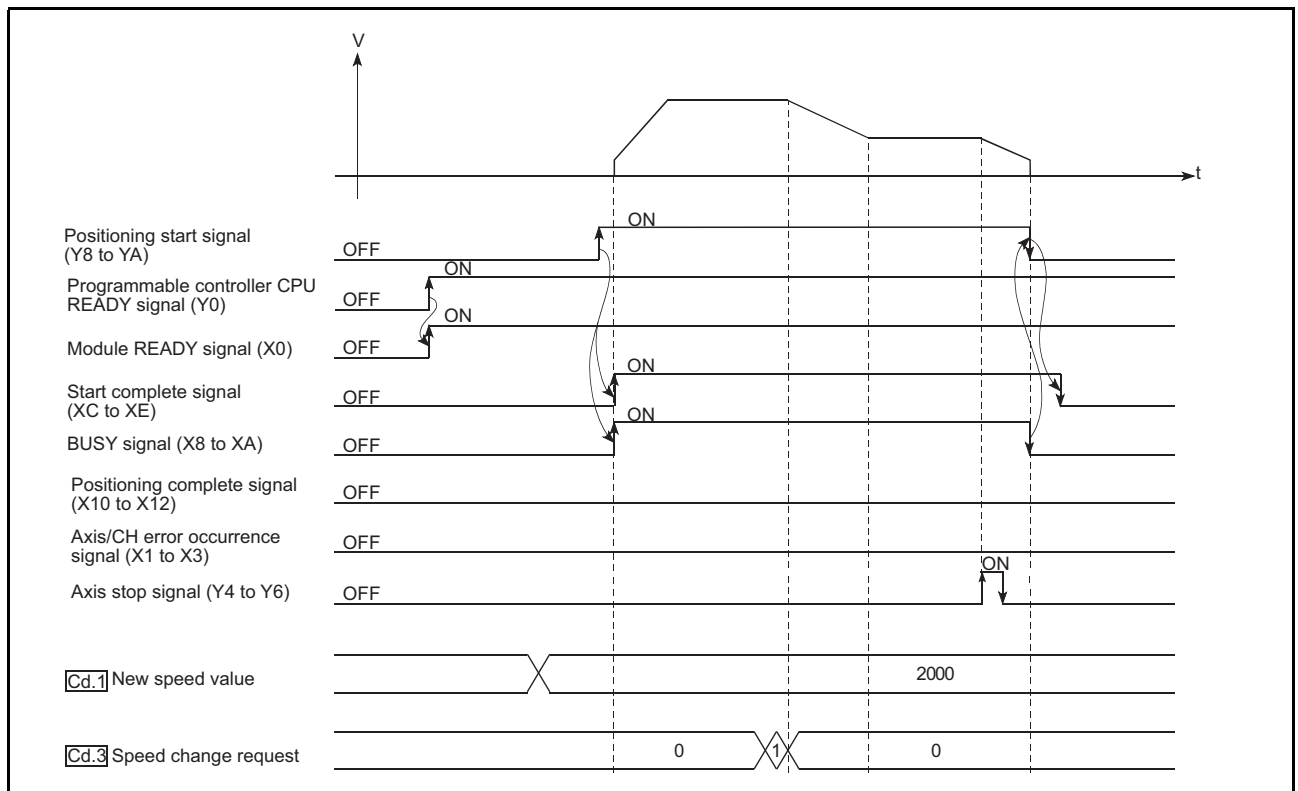 V
t
Positioning start signal
(Y8 to YA)
OFF
ON
Programmable controller CPU
READY signal (Y0)
OFF
ON
Module READY signal (X0)
OFF
ON
Start complete signal
(XC to XE)
OFF
ON
BUSY signal (X8 to XA)
OFF
ON
Positioning complete signal
(X10 to X12)
OFF
Axis/CH error occurrence
signal (X1 to X3)
OFF
Axis stop signal (Y4 to Y6)
OFF
ON
Cd.1 New speed value
2000
Cd.3 Speed change request
0
1
0